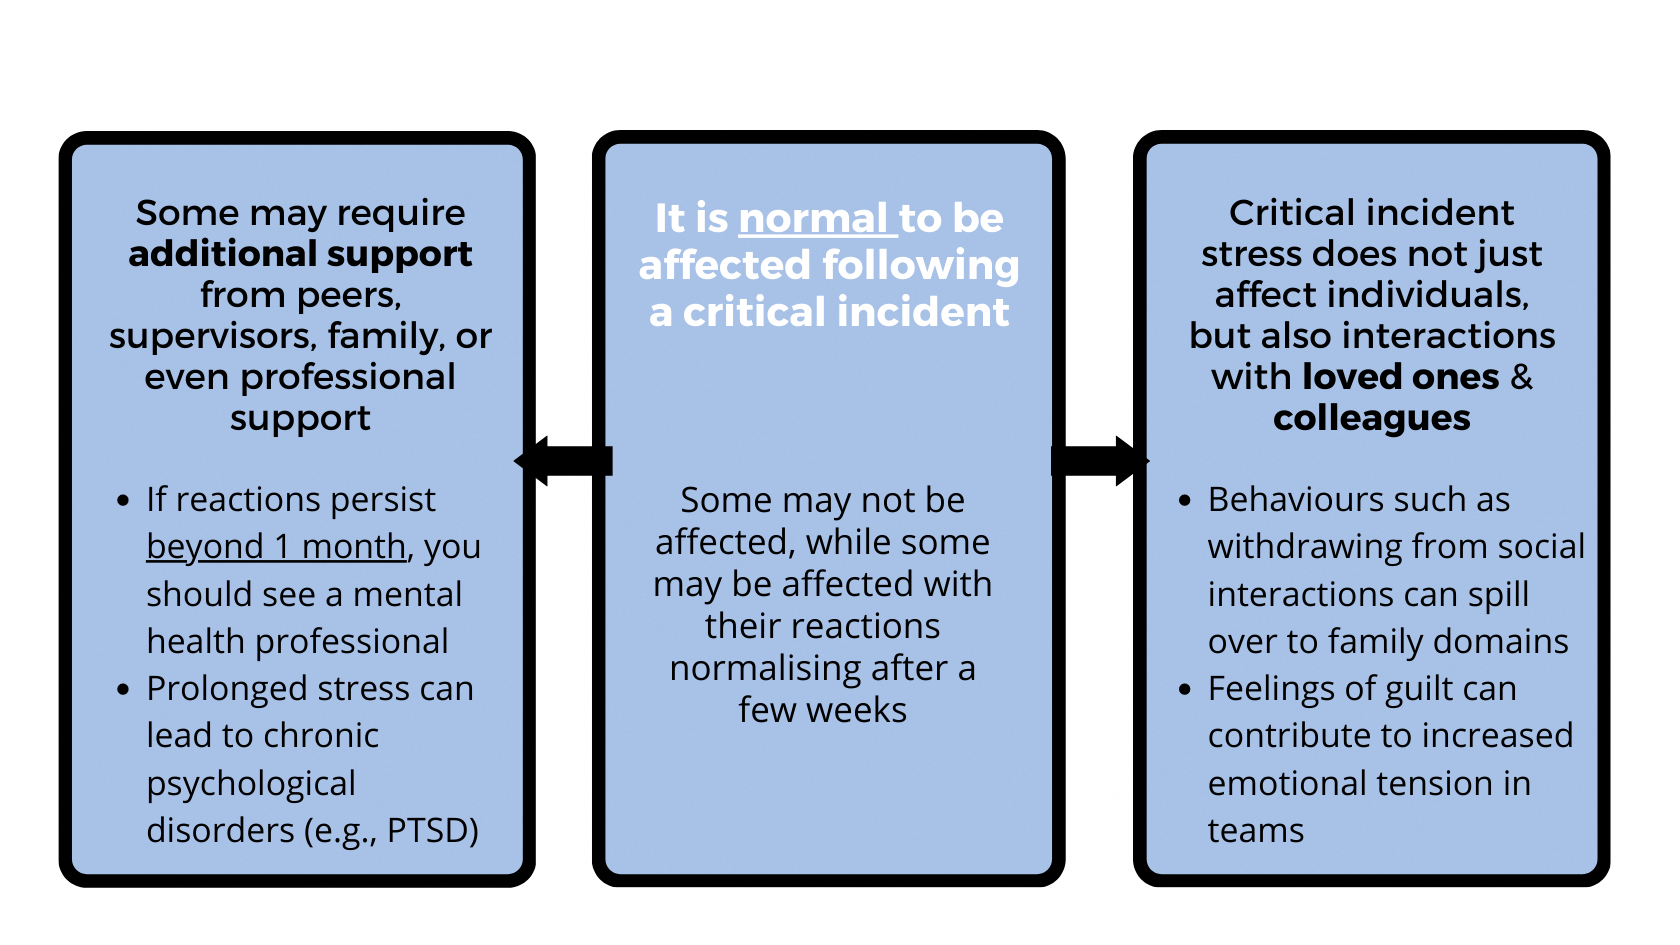 Some may require
additional support
from peers,
supervisors, family, or
even professional
support
• If reactions persist
beyond 1 month, you
should see a mental
health professional
• Prolonged stress can
lead to chronic
psychological
disorders (e.g., PTSD)
It is normal to be
affected following
a critical incident
Some may not be
affected, while some
may be affected with
their reactions
normalising after a
few weeks
Critical incident
stress does not just
affect individuals,
but also interactions
with loved ones &
colleagues
• Behaviours such as
withdrawing from social
interactions can spill
over to family domains
• Feelings of guilt can
contribute to increased
emotional tension in
teams